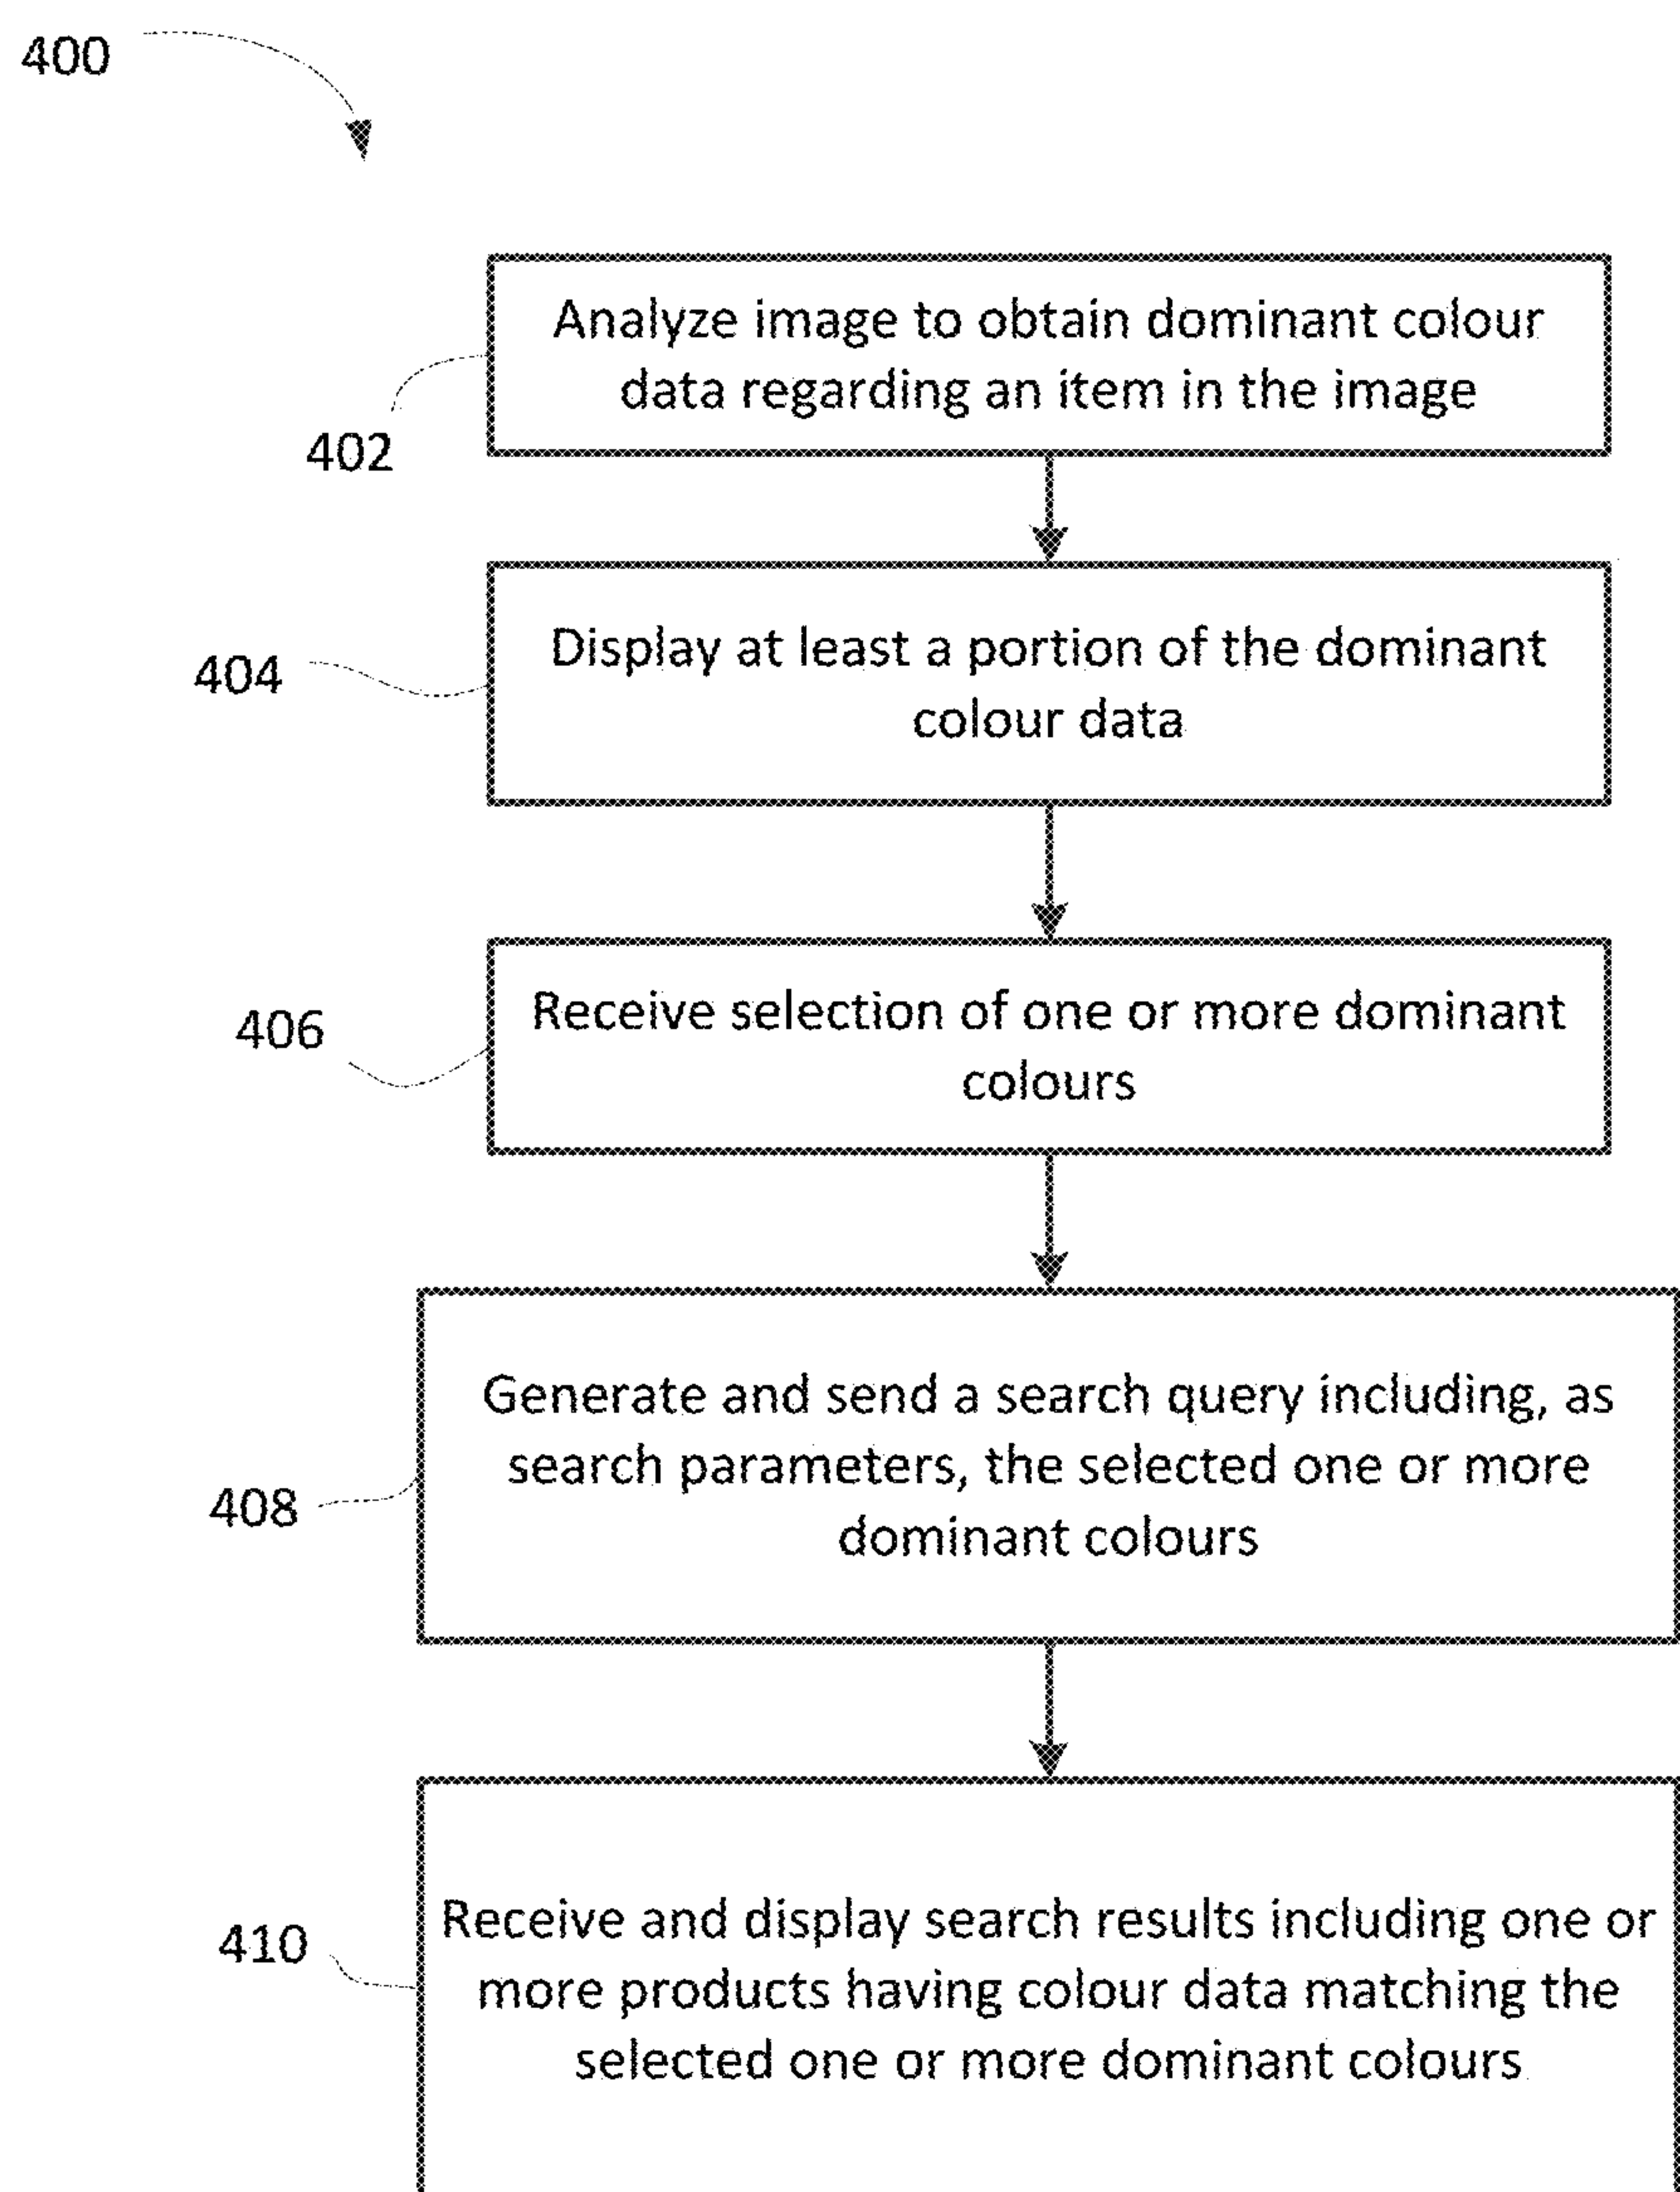 400
Analyze image to obtain dominant colour
data regarding an item in the image
402
Display at least a portion of the dominant
colour data
404
Receive selection of one or more dominant
colours
406
Generate and send a search query including, as
search parameters, the selected one or more
dominant colours
408
Receive and display search results including one or
more products having colour data matching the
selected one or more dominant colours
410